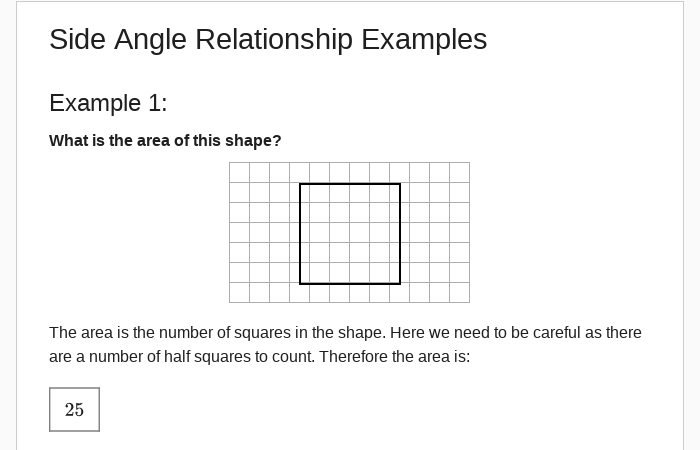 Side Angle Relationship Examples
Example 1:
What is the area of this shape?
The area is the number of squares in the shape. Here we need to be careful as there
are a number of half squares to count. Therefore the area is:
25